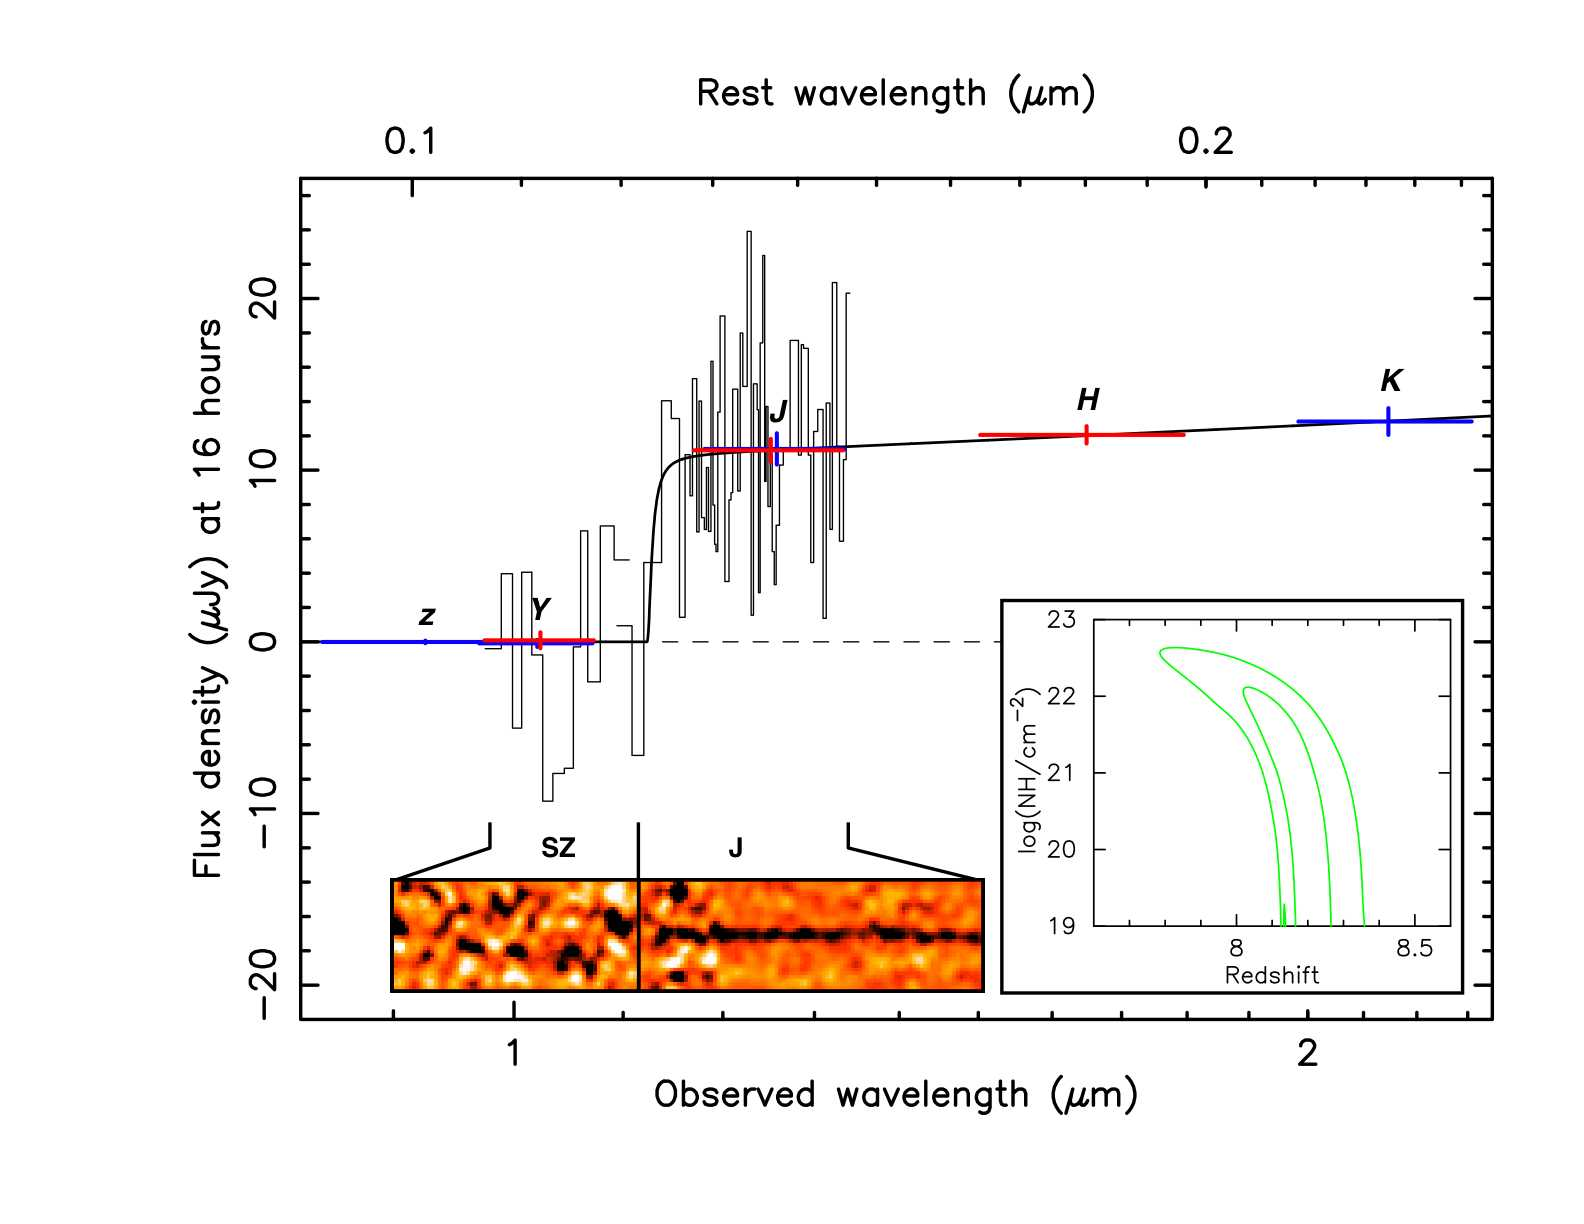 Rest wavelength (μm)
0.1 0.2
Flux density (μJy) at 16 hours
20
10
0
−10
−20
z
Y
J
H
K
SZ J
log(NH/cm⁻²)
23
22
21
20
19
8 8.5
Redshift
1 2
Observed wavelength (μm)